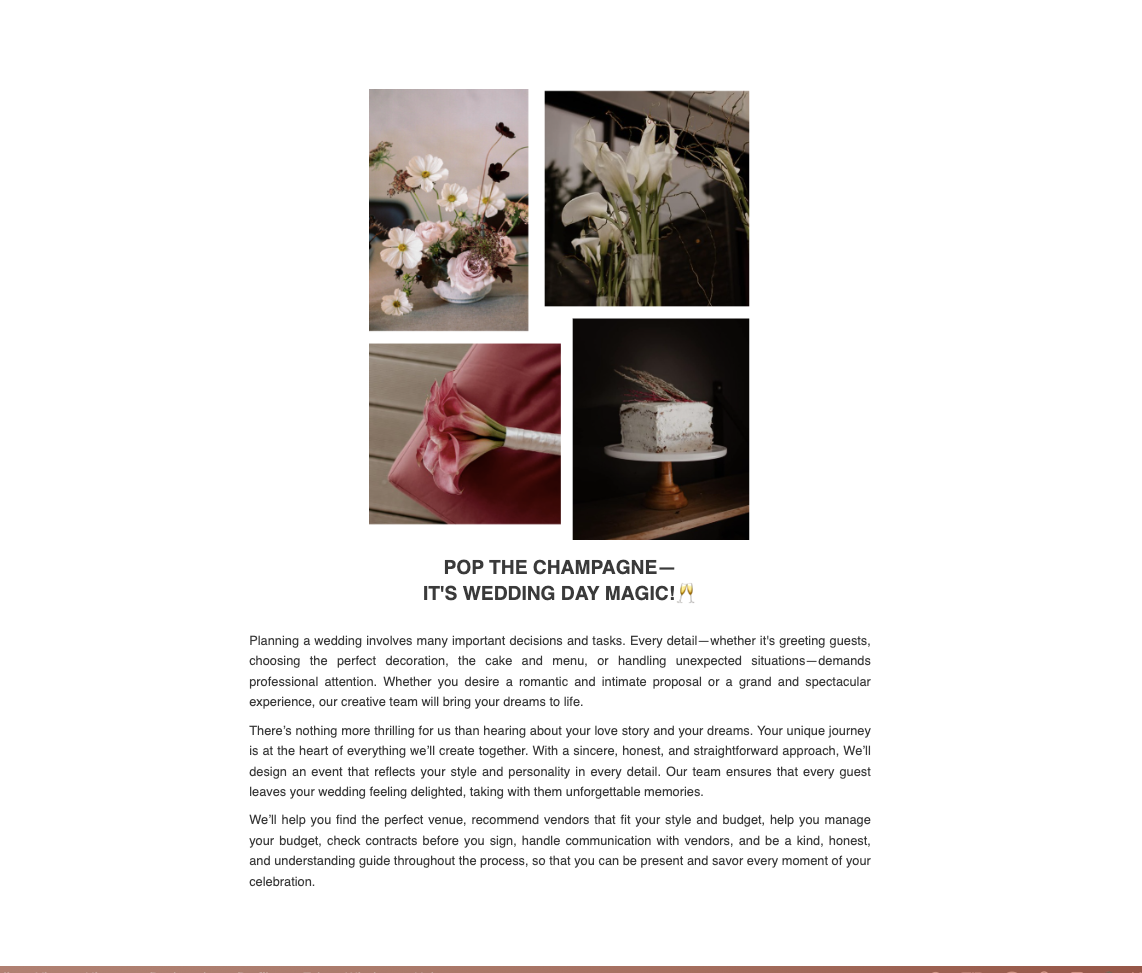 POP THE CHAMPAGNE—
IT'S WEDDING DAY MAGIC!🥂
Planning a wedding involves many important decisions and tasks. Every detail—whether it's greeting guests,
choosing the perfect decoration, the cake and menu, or handling unexpected situations—demands
professional attention. Whether you desire a romantic and intimate proposal or a grand and spectacular
experience, our creative team will bring your dreams to life.
There’s nothing more thrilling for us than hearing about your love story and your dreams. Your unique journey
is at the heart of everything we’ll create together. With a sincere, honest, and straightforward approach, We’ll
design an event that reflects your style and personality in every detail. Our team ensures that every guest
leaves your wedding feeling delighted, taking with them unforgettable memories.
We’ll help you find the perfect venue, recommend vendors that fit your style and budget, help you manage
your budget, check contracts before you sign, handle communication with vendors, and be a kind, honest,
and understanding guide throughout the process, so that you can be present and savor every moment of your
celebration.